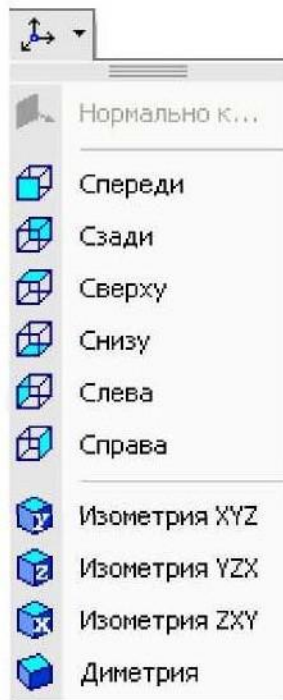 Нормально к...
Спереди
Сзади
Сверху
Снизу
Слева
Справа
Изометрия XYZ
Изометрия YZX
Изометрия ZXY
Диметрия